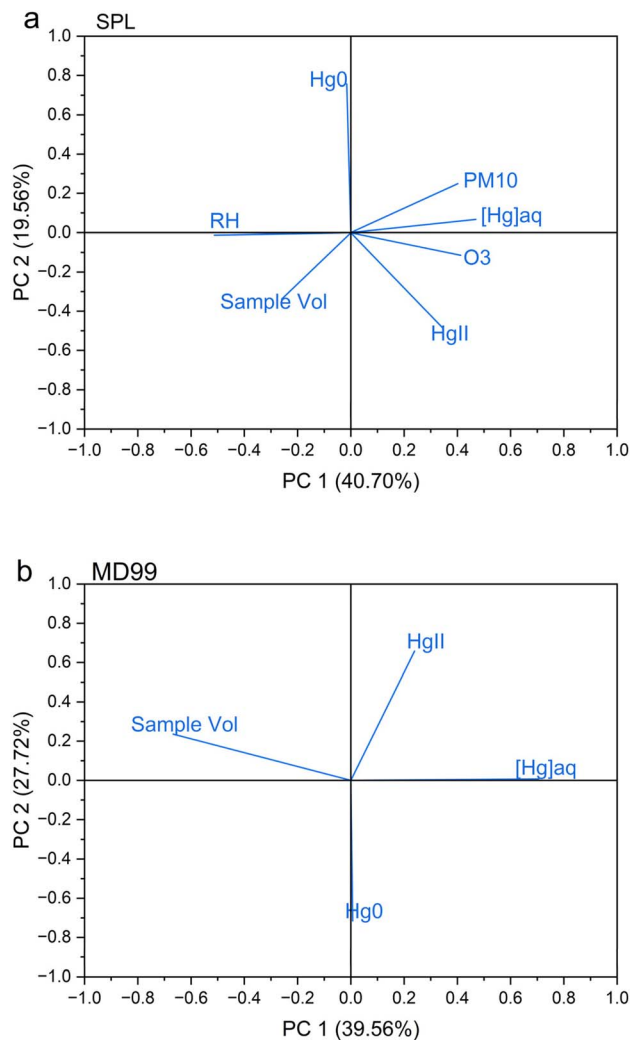 a SPL
1.0
0.8
0.6
0.4
0.2
0.0
−0.2
−0.4
−0.6
−0.8
−1.0
PC 2 (19.56%)
Hg0
PM10
[Hg]aq
RH
O3
Sample Vol
HgII
−1.0 −0.8 −0.6 −0.4 −0.2 0.0 0.2 0.4 0.6 0.8 1.0
PC 1 (40.70%)
b MD99
1.0
0.8
0.6
0.4
0.2
0.0
−0.2
−0.4
−0.6
−0.8
−1.0
PC 2 (27.72%)
HgII
Sample Vol
[Hg]aq
Hg0
−1.0 −0.8 −0.6 −0.4 −0.2 0.0 0.2 0.4 0.6 0.8 1.0
PC 1 (39.56%)